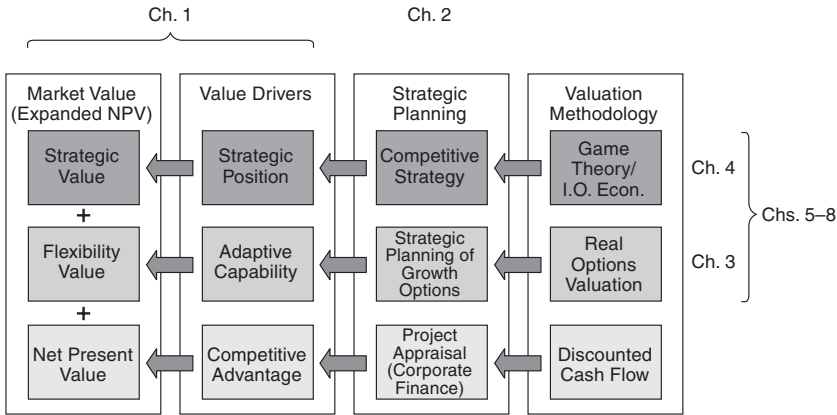 Ch. 1
Ch. 2
Market Value
(Expanded NPV)
Value Drivers
Strategic
Planning
Valuation
Methodology
Strategic
Value
Strategic
Position
Competitive
Strategy
Game
Theory/
I.O. Econ.
Ch. 4
+
Flexibility
Value
Adaptive
Capability
Strategic
Planning of
Growth
Options
Real
Options
Valuation
Ch. 3
Chs. 5–8
+
Net Present
Value
Competitive
Advantage
Project
Appraisal
(Corporate
Finance)
Discounted
Cash Flow